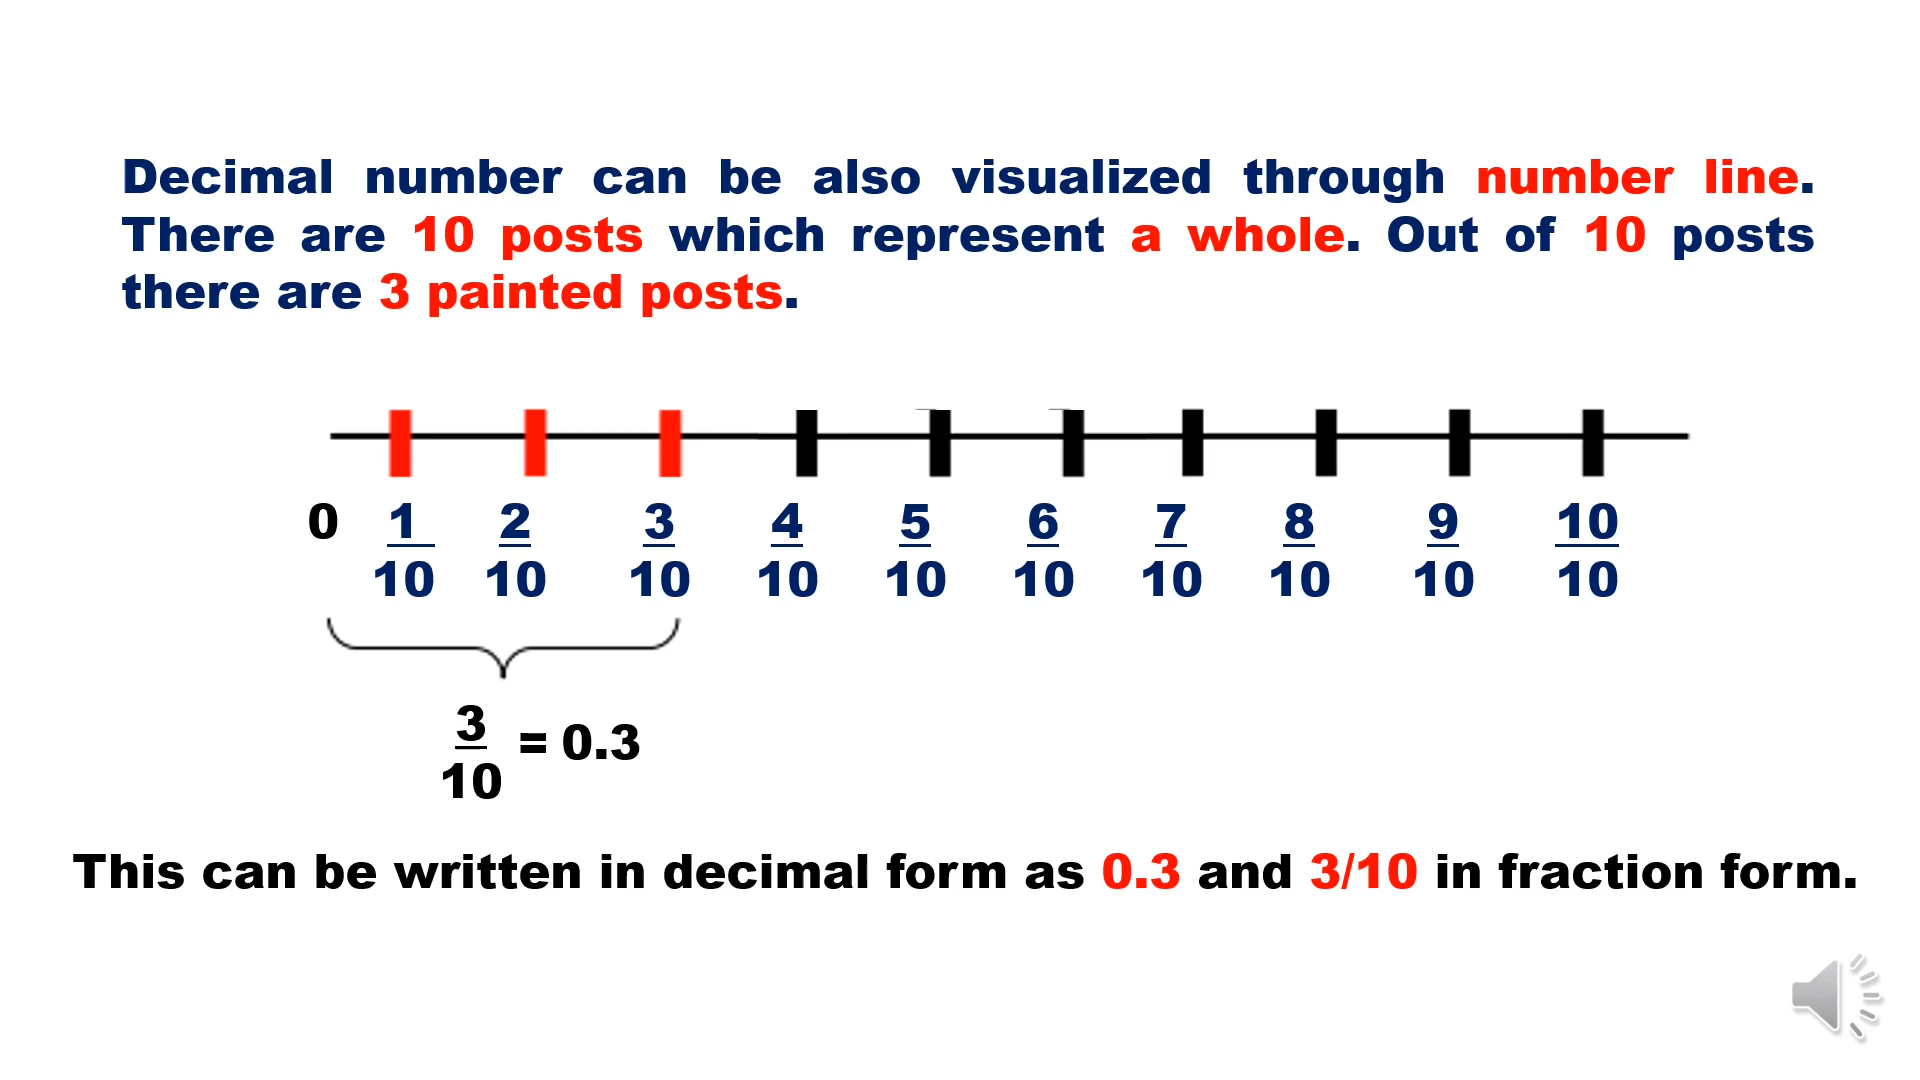 Decimal number can be also visualized through number line.
There are 10 posts which represent a whole. Out of 10 posts
there are 3 painted posts.
0 1 2 3 4 5 6 7 8 9 10
10 10 10 10 10 10 10 10 10 10
3
= 0.3
10
This can be written in decimal form as 0.3 and 3/10 in fraction form.